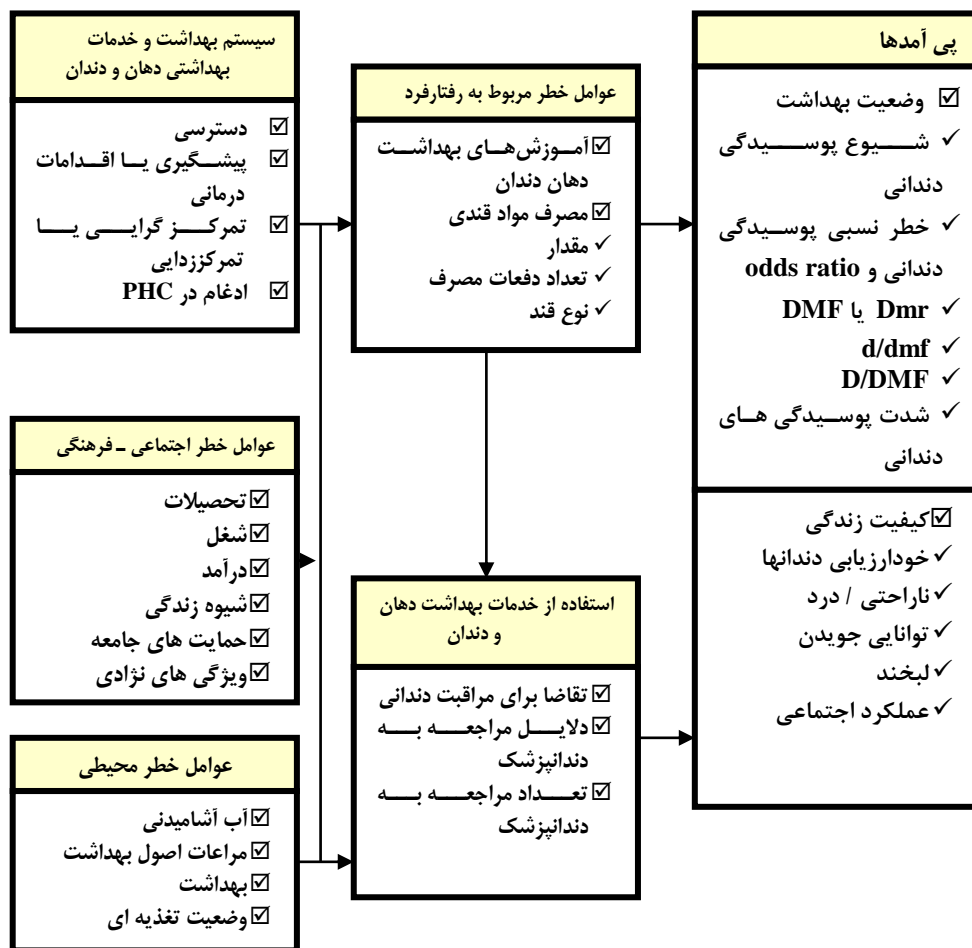 سیستم بهداشت و خدمات
بهداشتی دهان و دندان
☑ دسترسی
☑ پیشگیری یا اقدامات
درمانی
☑ تمرکز گرایی یا
تمرکززدایی
☑ ادغام در PHC
عوامل خطر اجتماعی ـ فرهنگی
☑تحصیلات
☑شغل
☑درآمد
☑شیوه زندگی
☑حمایت های جامعه
☑ویژگی های نژادی
عوامل خطر محیطی
☑آب آشامیدنی
☑مراعات اصول بهداشت
☑بهداشت
☑وضعیت تغذیه ای
عوامل خطر مربوط به رفتارفرد
☑آموزش‌های بهداشت
دهان دندان
☑مصرف مواد قندی
✓ مقدار
✓ تعداد دفعات مصرف
✓ نوع قند
استفاده از خدمات بهداشت دهان
و دندان
☑ تقاضا برای مراقبت دندانی
☑ دلایل مراجعه به
دندانپزشک
☑ تعداد مراجعه به
دندانپزشک
پی آمدها
☑ وضعیت بهداشت
✓ شیوع پوسیدگی
دندانی
✓ خطر نسبی پوسیدگی
دندانی و odds ratio
✓ Dmr یا DMF
✓ d/dmf
✓ D/DMF
✓ شدت پوسیدگی های
دندانی
☑کیفیت زندگی
✓خودارزیابی دندانها
✓ناراحتی / درد
✓توانایی جویدن
✓لبخند
✓عملکرد اجتماعی